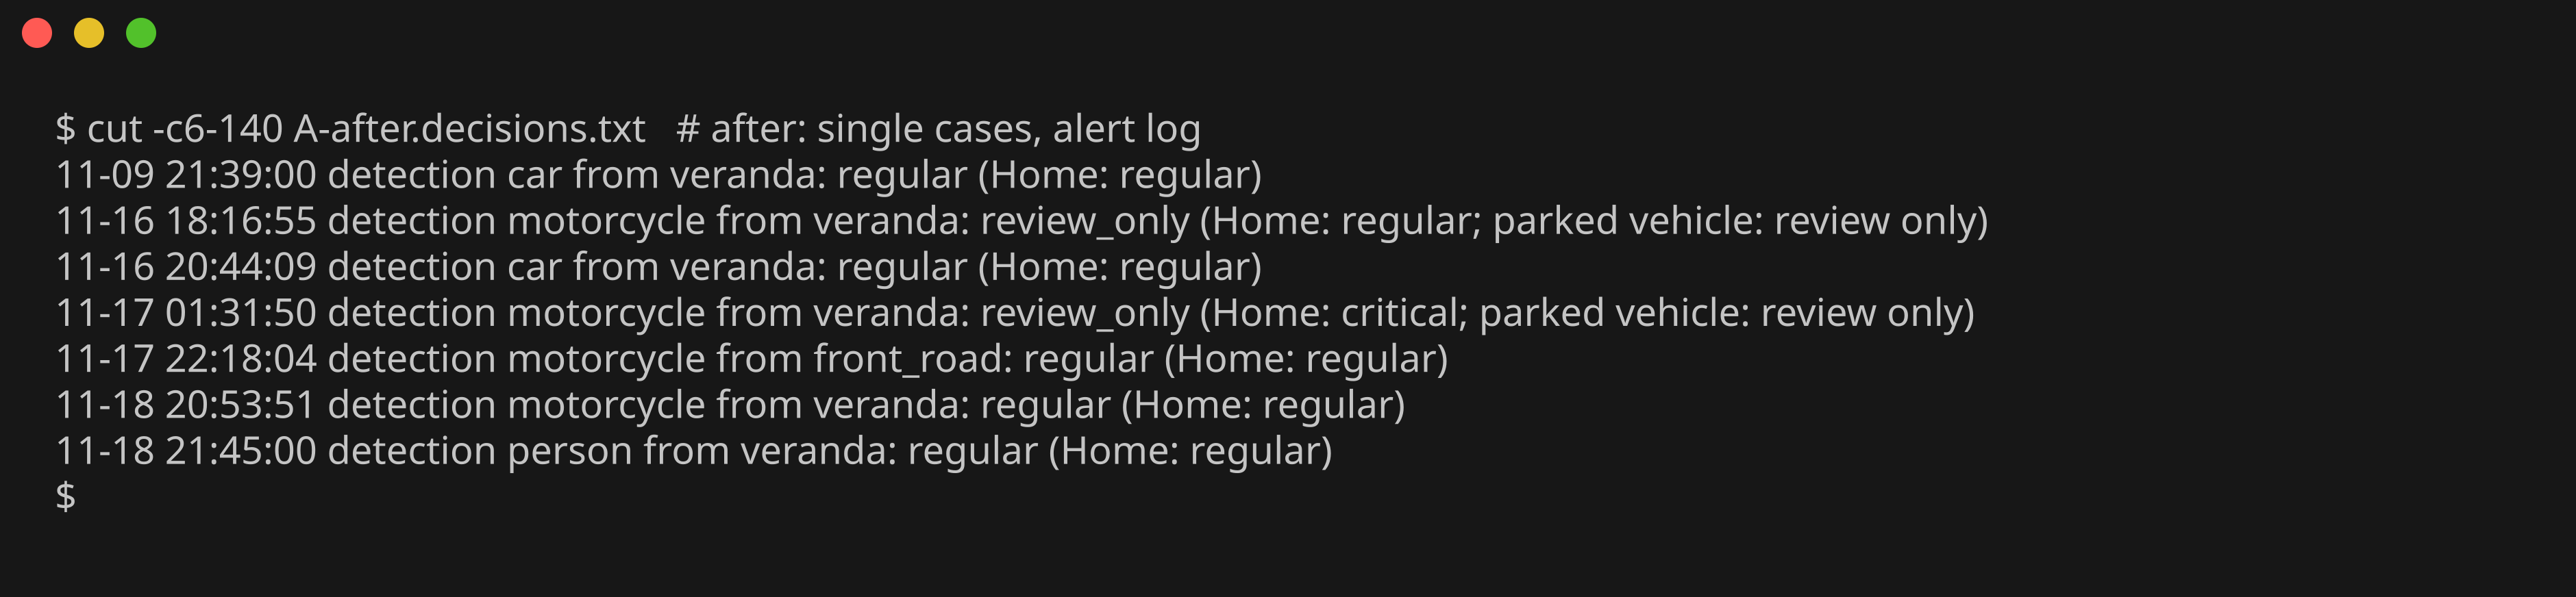 $ cut -c6-140 A-after.decisions.txt   # after: single cases, alert log
11-09 21:39:00 detection car from veranda: regular (Home: regular)
11-16 18:16:55 detection motorcycle from veranda: review_only (Home: regular; parked vehicle: review only)
11-16 20:44:09 detection car from veranda: regular (Home: regular)
11-17 01:31:50 detection motorcycle from veranda: review_only (Home: critical; parked vehicle: review only)
11-17 22:18:04 detection motorcycle from front_road: regular (Home: regular)
11-18 20:53:51 detection motorcycle from veranda: regular (Home: regular)
11-18 21:45:00 detection person from veranda: regular (Home: regular)
$